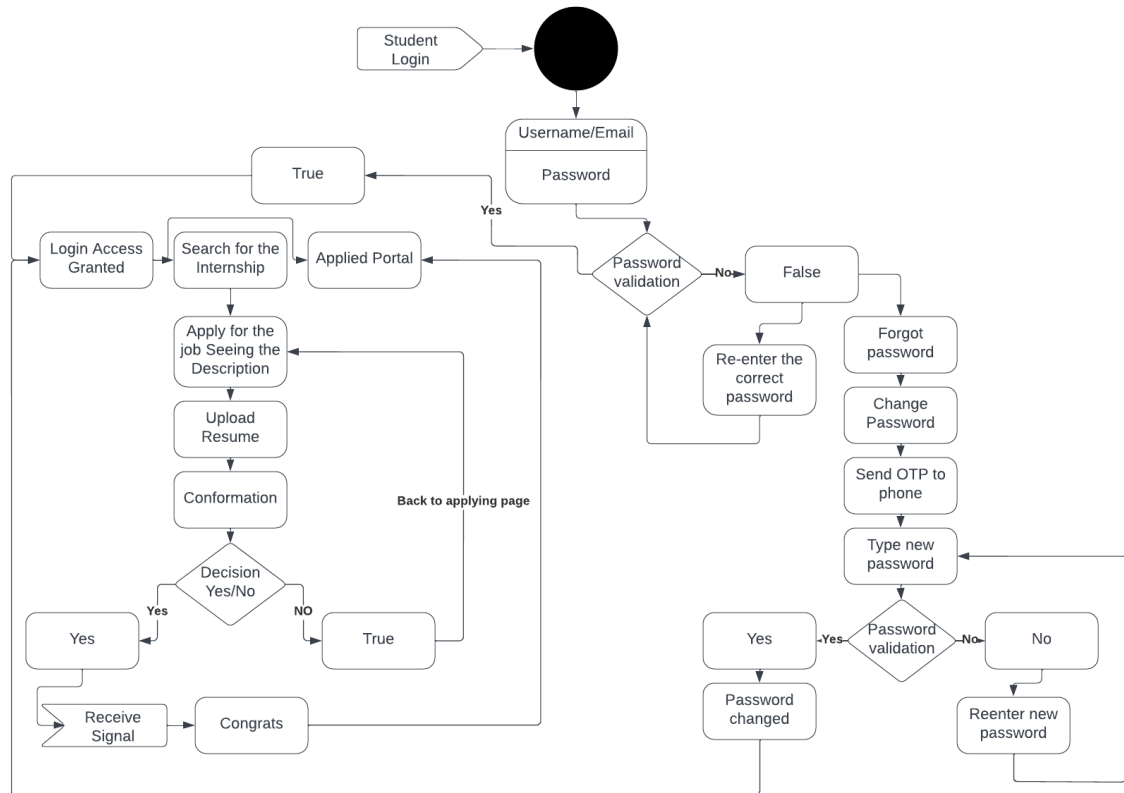 Student
Login
Username/Email
Password
True
Yes
Login Access
Granted
Search for the
Internship
Applied Portal
Password
validation
No
False
Apply for the
job Seeing the
Description
Re-enter the
correct
password
Forgot
password
Upload
Resume
Change
Password
Conformation
Back to applying page
Send OTP to
phone
Type new
password
Decision
Yes/No
Yes
NO
Yes
True
Yes
Yes
Password
validation
No
No
Receive
Signal
Congrats
Password
changed
Reenter new
password